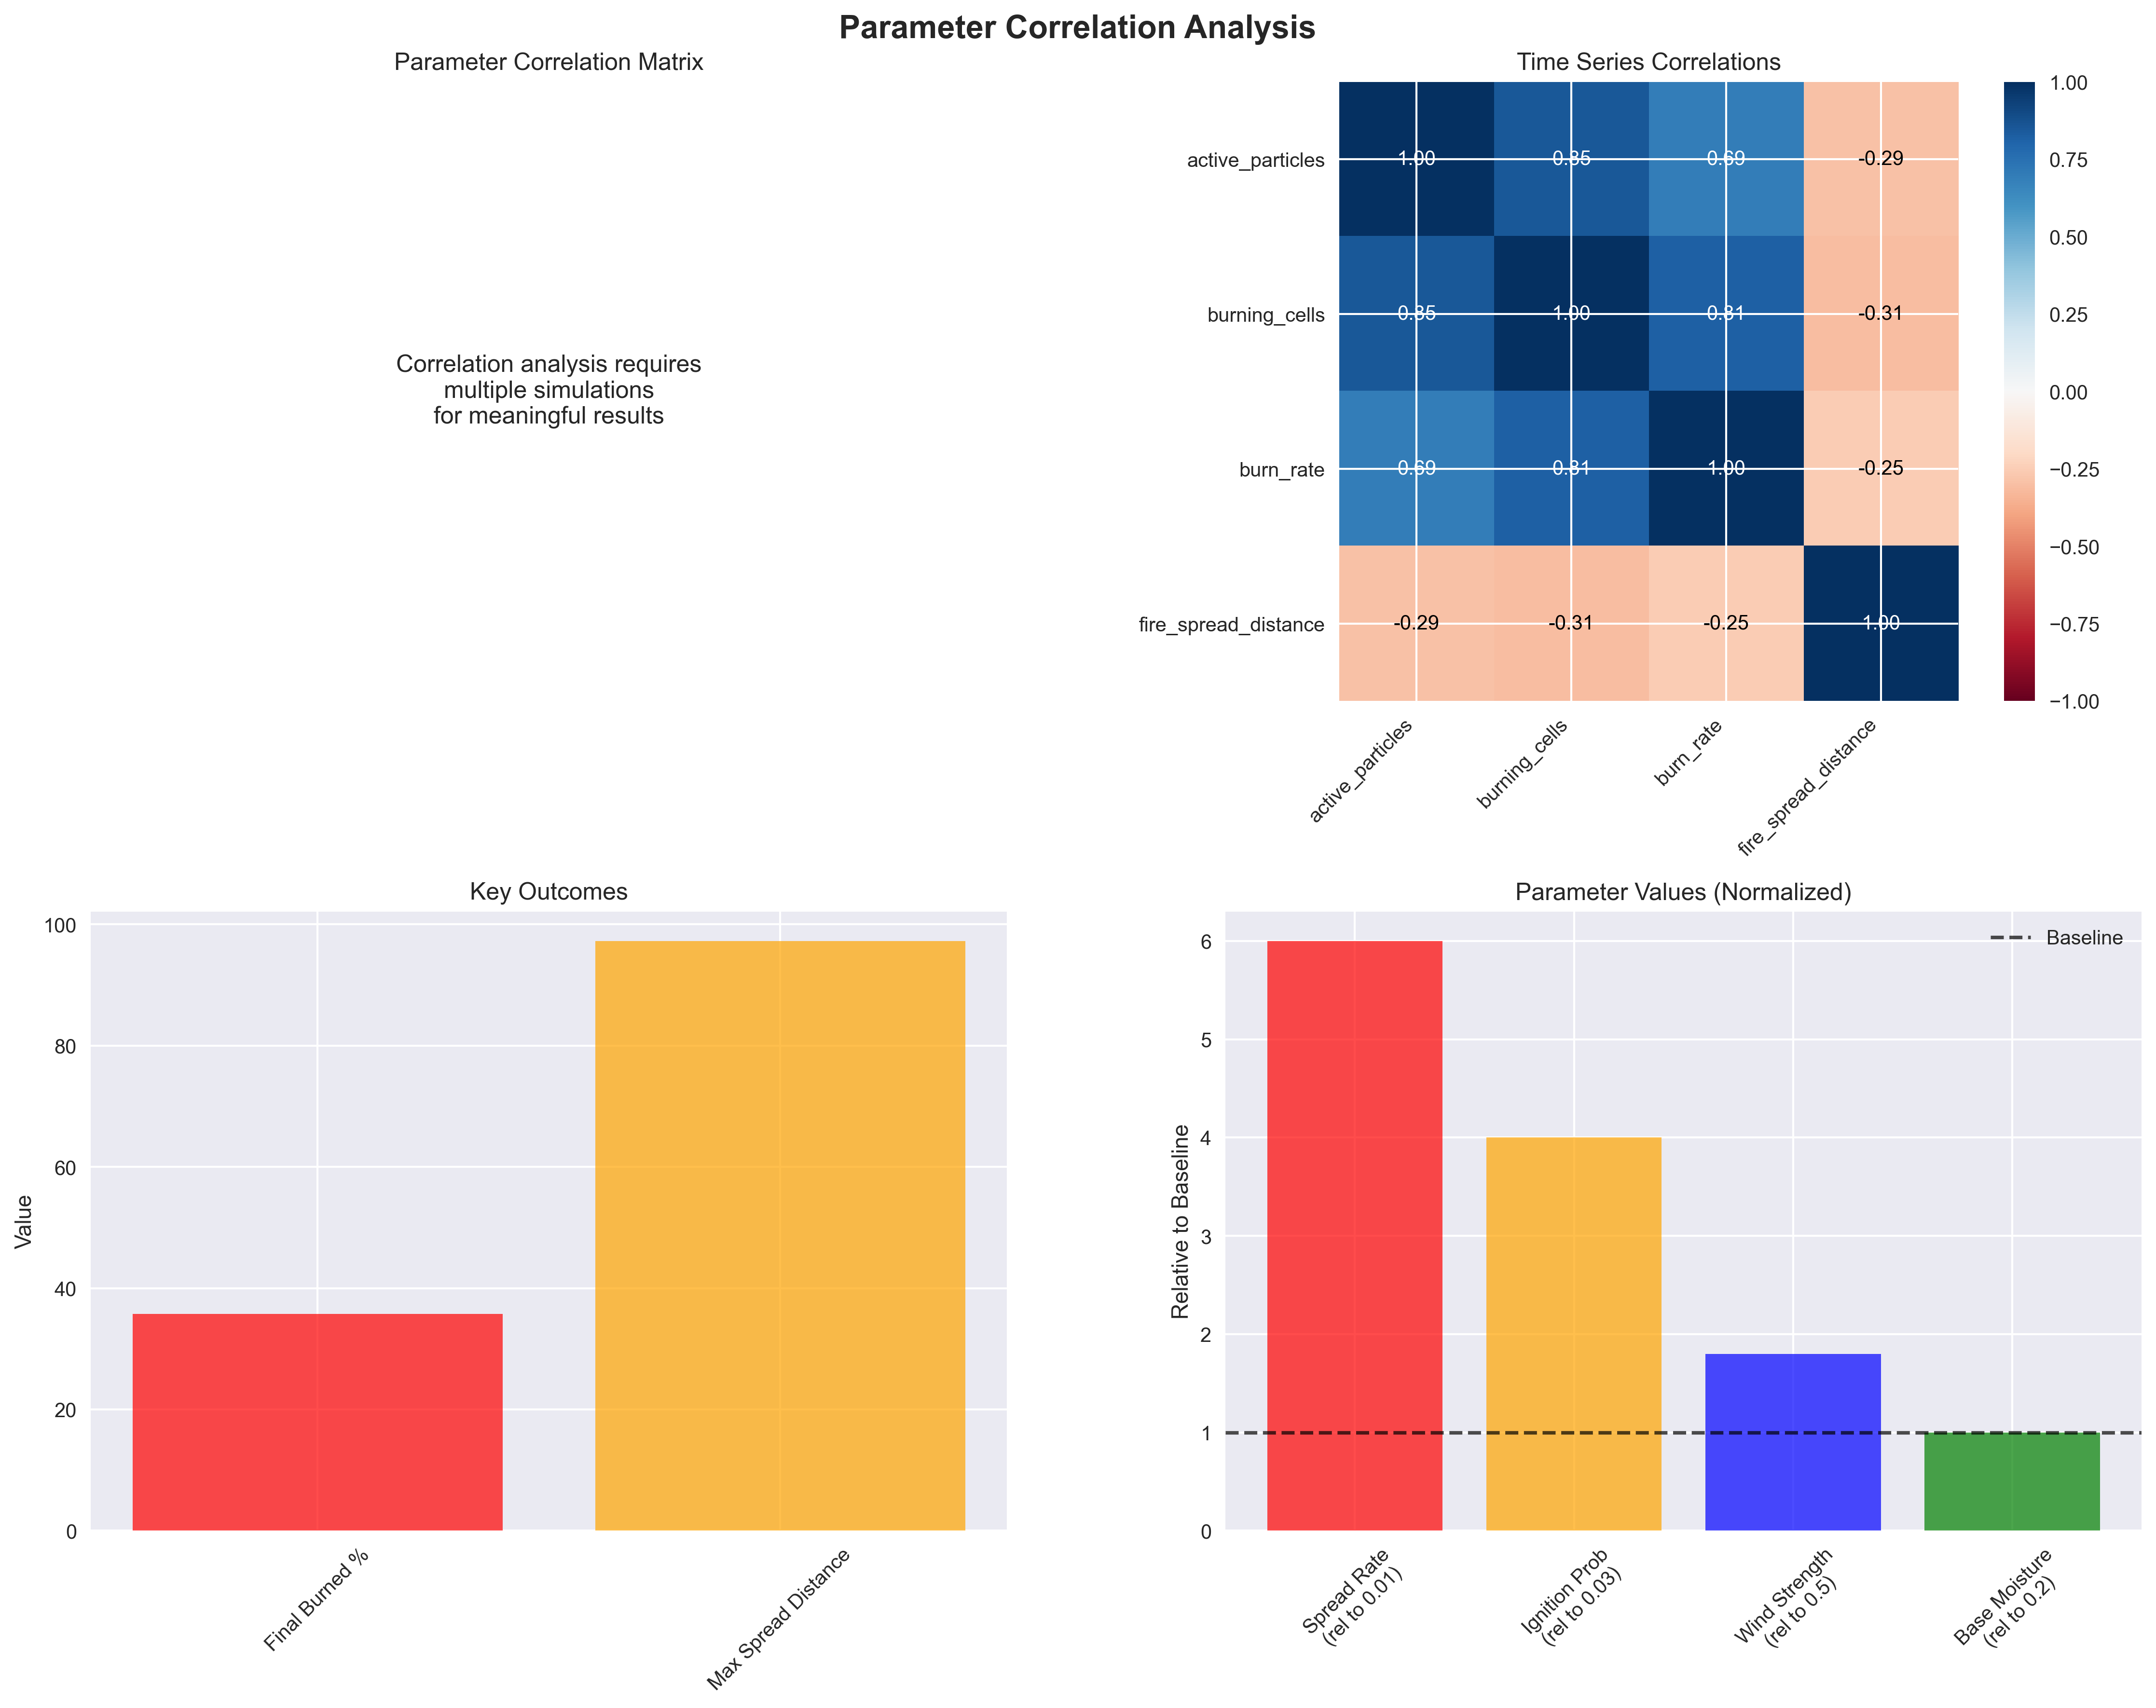 Parameter Correlation Analysis
Parameter Correlation Matrix
Correlation analysis requires
multiple simulations
for meaningful results
Time Series Correlations
active_particles
burning_cells
burn_rate
fire_spread_distance
1.00 0.85 0.69 -0.29
0.85 1.00 0.81 -0.31
0.69 0.81 1.00 -0.25
-0.29 -0.31 -0.25 1.00
active_particles
burning_cells
burn_rate
fire_spread_distance
1.00
0.75
0.50
0.25
0.00
−0.25
−0.50
−0.75
−1.00
Key Outcomes
Value
100
80
60
40
20
0
Final Burned %
Max Spread Distance
Parameter Values (Normalized)
Relative to Baseline
6
5
4
3
2
1
0
Baseline
Spread Rate
(rel to 0.01)
Ignition Prob
(rel to 0.03)
Wind Strength
(rel to 0.5)
Base Moisture
(rel to 0.2)